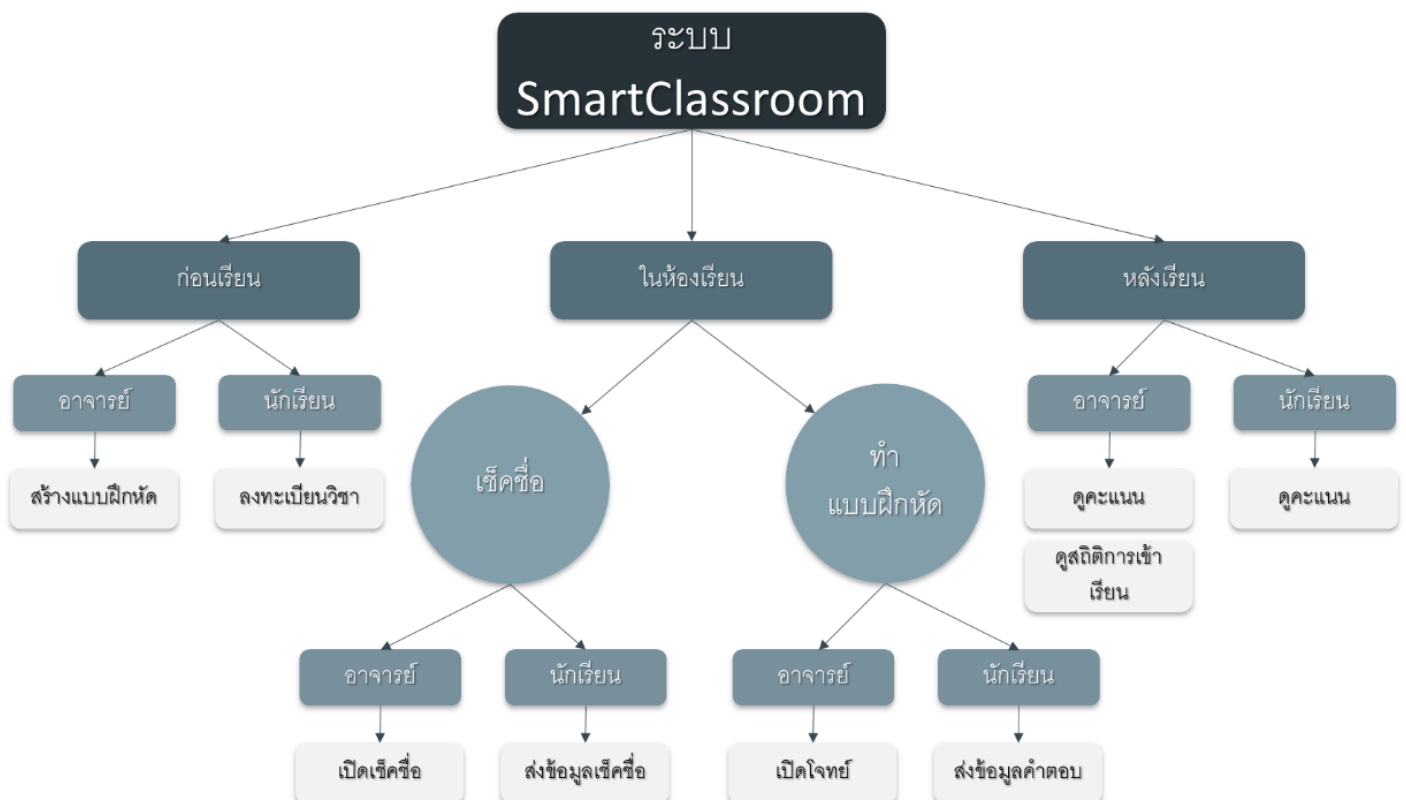 ระบบ
SmartClassroom
ก่อนเรียน
ในห้องเรียน
หลังเรียน
อาจารย์
นักเรียน
อาจารย์
นักเรียน
สร้างแบบฝึกหัด
ลงทะเบียนวิชา
เช็คชื่อ
ทำ
แบบฝึกหัด
ดูคะแนน
ดูคะแนน
ดูสถิติการเข้า
เรียน
อาจารย์
นักเรียน
อาจารย์
นักเรียน
เปิดเช็คชื่อ
ส่งข้อมูลเช็คชื่อ
เปิดโจทย์
ส่งข้อมูลคำตอบ